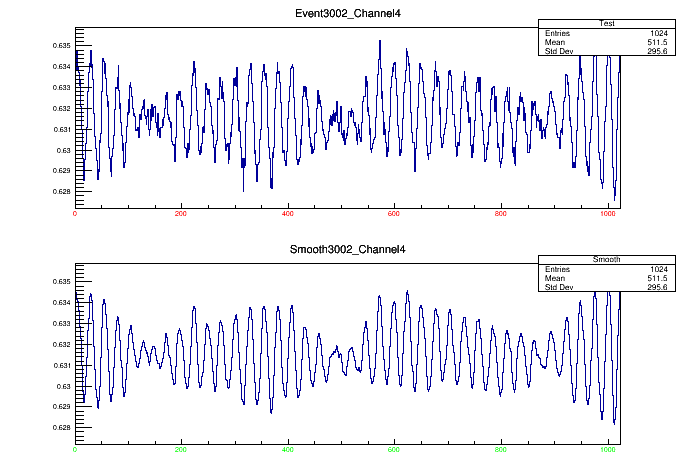 Event3002_Channel4
Test
Entries 1024
Mean 511.5
Std Dev 295.6
0.635
0.634
0.633
0.632
0.631
0.63
0.629
0.628
0 200 400 600 800 1000
Smooth3002_Channel4
Smooth
Entries 1024
Mean 511.5
Std Dev 295.6
0.635
0.634
0.633
0.632
0.631
0.63
0.629
0.628
0 200 400 600 800 1000